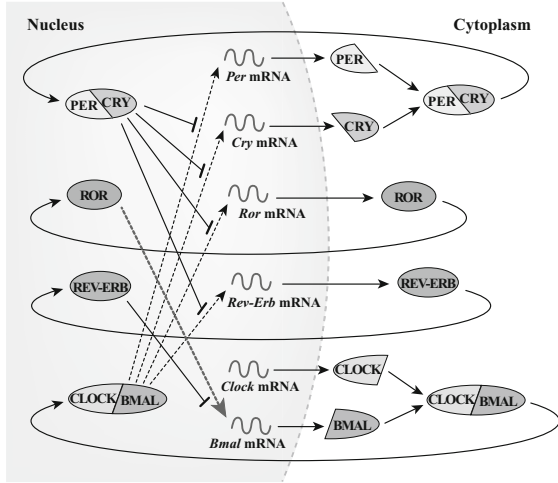 Nucleus
Cytoplasm
Per mRNA
PER
PER CRY
PER CRY
Cry mRNA
CRY
ROR
Ror mRNA
ROR
REV-ERB
Rev-Erb mRNA
REV-ERB
Clock mRNA
CLOCK
CLOCK BMAL
CLOCK BMAL
Bmal mRNA
BMAL